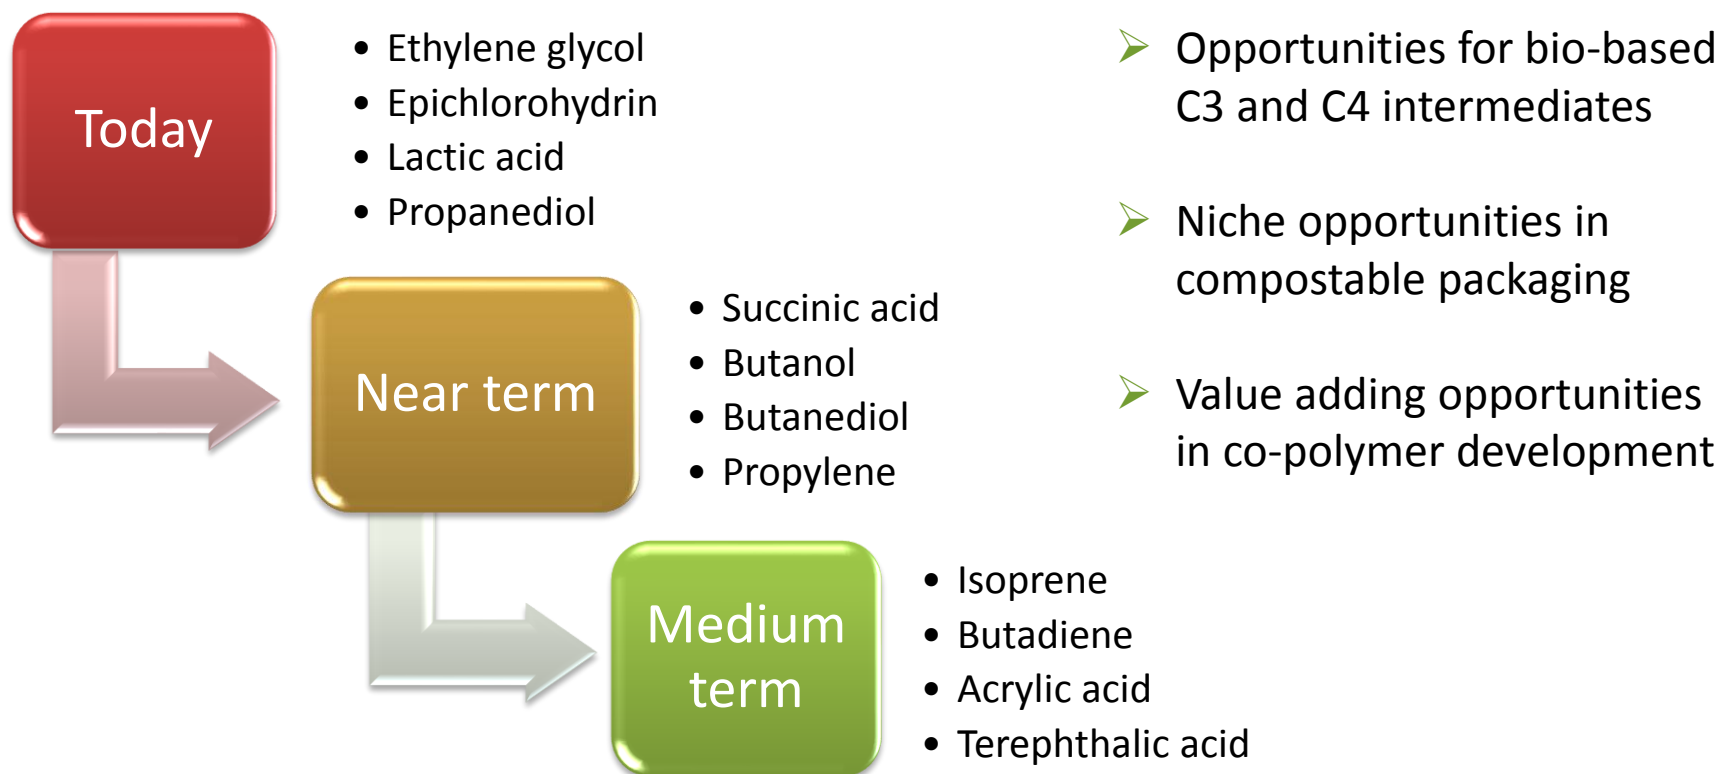 Today
• Ethylene glycol
• Epichlorohydrin
• Lactic acid
• Propanediol
Near term
• Succinic acid
• Butanol
• Butanediol
• Propylene
Medium
term
• Isoprene
• Butadiene
• Acrylic acid
• Terephthalic acid
➢ Opportunities for bio-based
C3 and C4 intermediates
➢ Niche opportunities in
compostable packaging
➢ Value adding opportunities
in co-polymer development